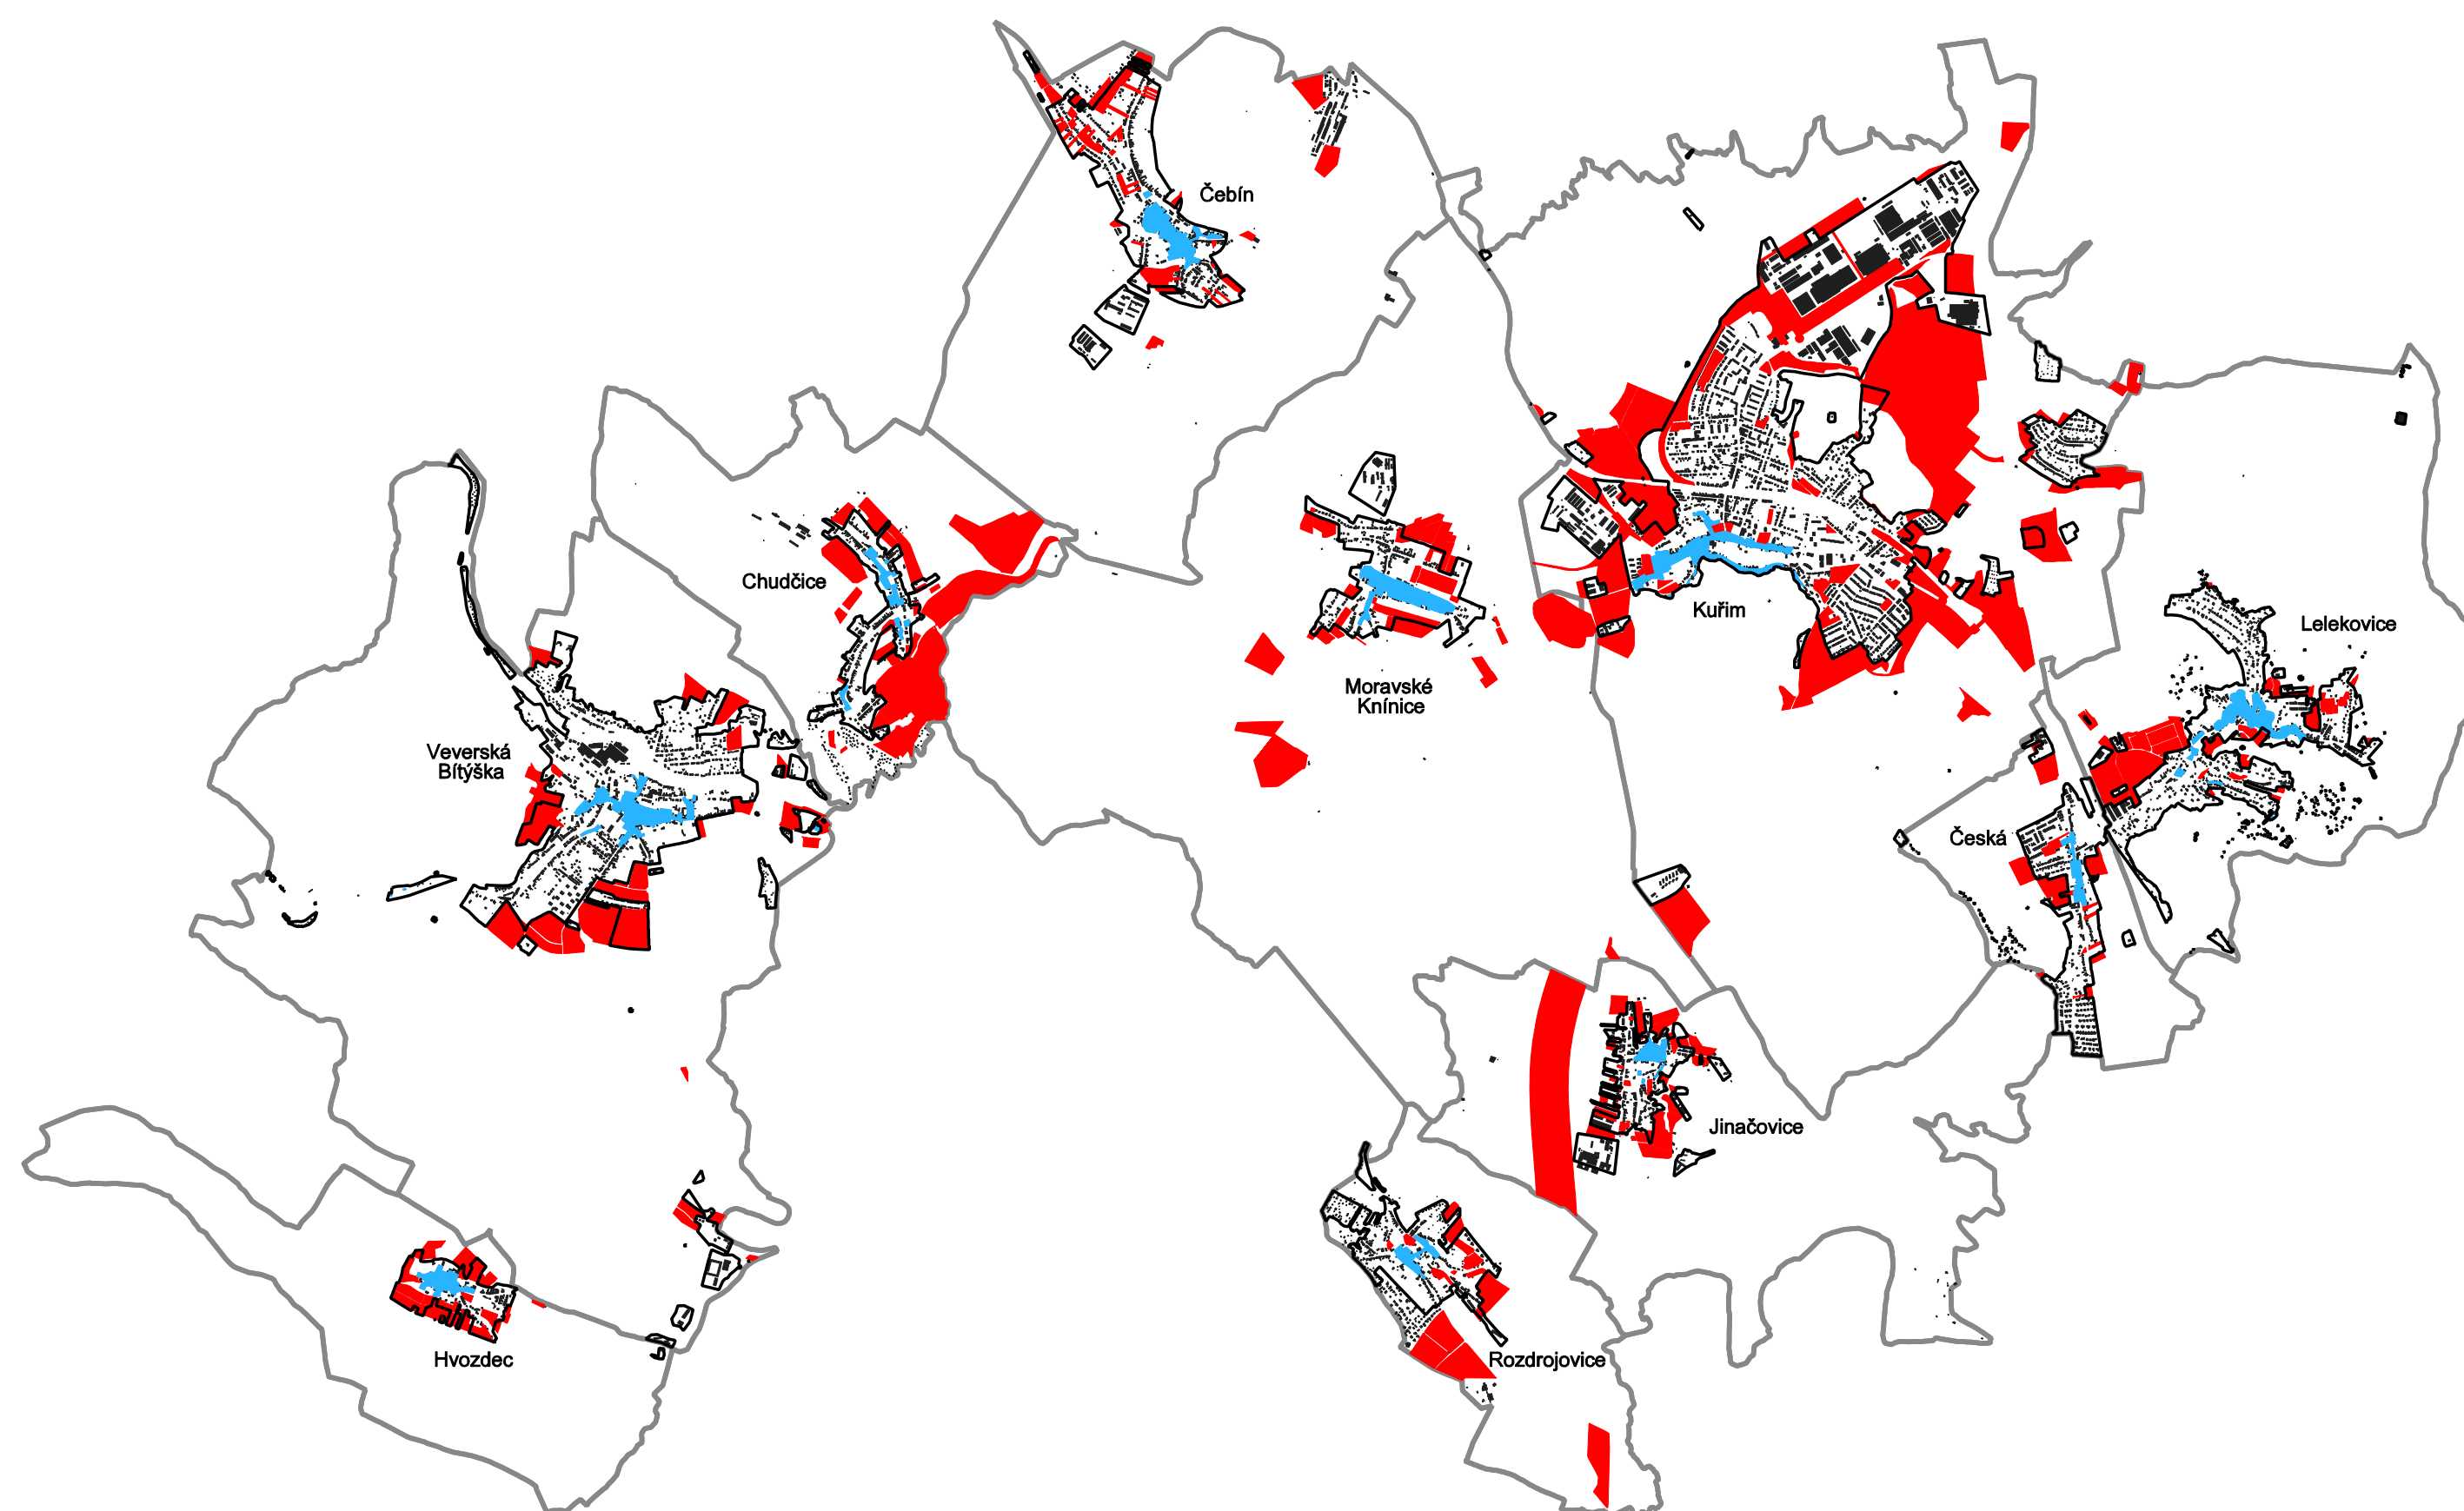 Čebín
Chudčice
Kuřim
Lelekovice
Moravské
Knínice
Veverská
Bítýška
Česká
Jinačovice
Hvozdec
Rozdrojovice